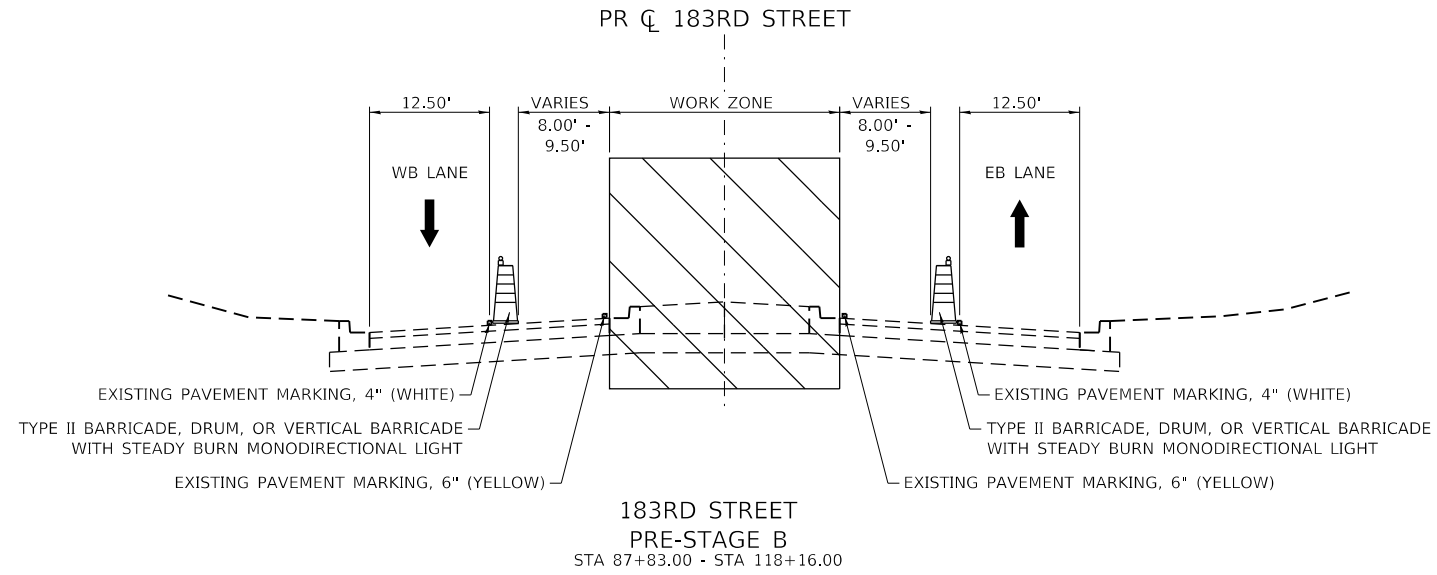 PR ℄ 183RD STREET
12.50'
VARIES
8.00' -
9.50'
WORK ZONE
VARIES
8.00' -
9.50'
12.50'
WB LANE
EB LANE
EXISTING PAVEMENT MARKING, 4" (WHITE)
TYPE II BARRICADE, DRUM, OR VERTICAL BARRICADE
WITH STEADY BURN MONODIRECTIONAL LIGHT
EXISTING PAVEMENT MARKING, 6" (YELLOW)
EXISTING PAVEMENT MARKING, 4" (WHITE)
TYPE II BARRICADE, DRUM, OR VERTICAL BARRICADE
WITH STEADY BURN MONODIRECTIONAL LIGHT
EXISTING PAVEMENT MARKING, 6" (YELLOW)
183RD STREET
PRE-STAGE B
STA 87+83.00 - STA 118+16.00